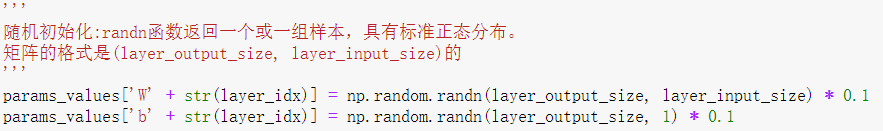 '''
随机初始化:randn函数返回一个或一组样本，具有标准正态分布。
矩阵的格式是(layer_output_size, layer_input_size)的
'''
params_values['W' + str(layer_idx)] = np.random.randn(layer_output_size, layer_input_size) * 0.1
params_values['b' + str(layer_idx)] = np.random.randn(layer_output_size, 1) * 0.1